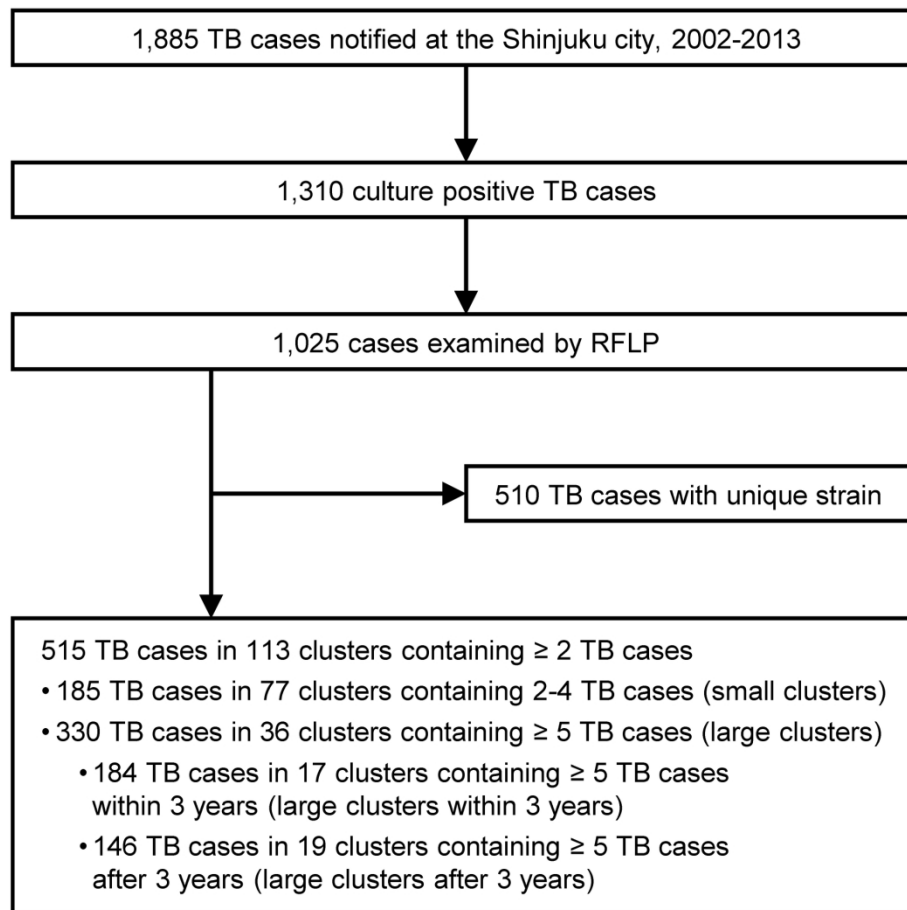 1,885 TB cases notified at the Shinjuku city, 2002-2013
1,310 culture positive TB cases
1,025 cases examined by RFLP
510 TB cases with unique strain
515 TB cases in 113 clusters containing ≥ 2 TB cases
• 185 TB cases in 77 clusters containing 2-4 TB cases (small clusters)
• 330 TB cases in 36 clusters containing ≥ 5 TB cases (large clusters)
• 184 TB cases in 17 clusters containing ≥ 5 TB cases
within 3 years (large clusters within 3 years)
• 146 TB cases in 19 clusters containing ≥ 5 TB cases
after 3 years (large clusters after 3 years)